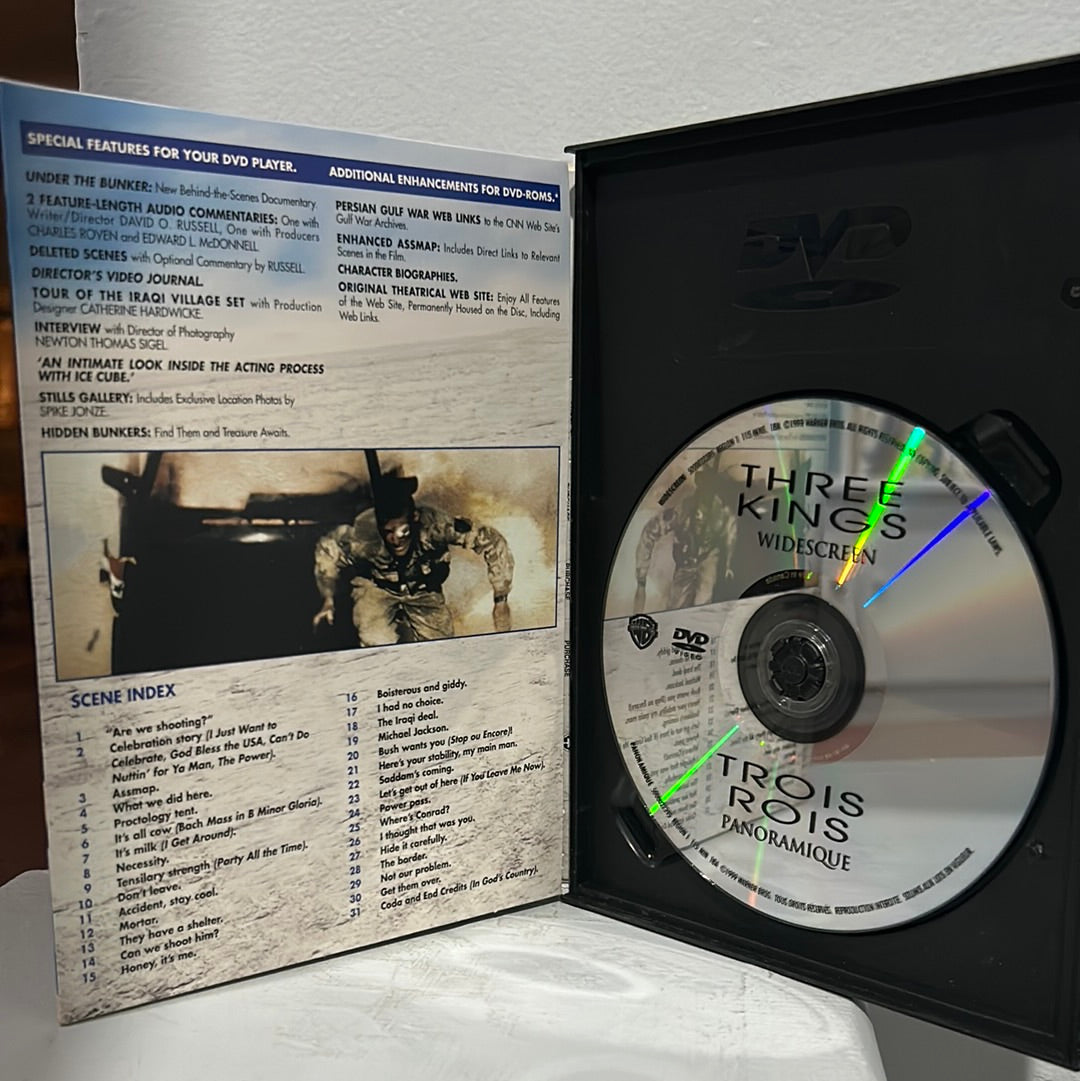 SPECIAL FEATURES FOR YOUR DVD PLAYER.
UNDER THE BUNKER: New Behind-the-Scenes Documentary.
2 FEATURE-LENGTH AUDIO COMMENTARIES: One with
Writer/Director DAVID O. RUSSELL, One with Producers
CHARLES ROVEN and EDWARD L. McDONNELL
DELETED SCENES with Optional Commentary by RUSSELL.
DIRECTOR'S VIDEO JOURNAL.
TOUR OF THE IRAQI VILLAGE SET with Production
Designer CATHERINE HARDWICKE.
INTERVIEW with Director of Photography
NEWTON THOMAS SIGEL.
'AN INTIMATE LOOK INSIDE THE ACTING PROCESS
WITH ICE CUBE.'
STILLS GALLERY: Includes Exclusive Location Photos by
SPIKE JONZE.
HIDDEN BUNKERS: Find Them and Treasure Awaits.
ADDITIONAL ENHANCEMENTS FOR DVD-ROMS.*
PERSIAN GULF WAR WEB LINKS to the CNN Web Site's
Gulf War Archives.
ENHANCED ASSMAP: Includes Direct Links to Relevant
Scenes in the Film.
CHARACTER BIOGRAPHIES.
ORIGINAL THEATRICAL WEB SITE: Enjoy All Features
of the Web Site, Permanently Housed on the Disc, Including
Web Links.
SCENE INDEX
1 "Are we shooting?"
2 Celebration story (I Just Want to
Celebrate, God Bless the USA, Can't Do
Nuttin' for Ya Man, The Power).
3 Assmap.
4 What we did here.
5 Proctology tent.
6 It's all cow (Bach Mass in B Minor Gloria).
7 It's milk (I Get Around).
8 Necessity.
9 Tensilary strength (Party All the Time).
10 Don't leave.
11 Accident, stay cool.
12 Mortar.
13 They have a shelter.
14 Can we shoot him?
15 Honey, it's me.
16 Boisterous and giddy.
17 I had no choice.
18 The Iraqi deal.
19 Michael Jackson.
20 Bush wants you (Stop ou Encore)!
21 Here's your stability, my main man.
22 Saddam's coming.
23 Let's get out of here (If You Leave Me Now).
24 Power pass.
25 Where's Conrad?
26 I thought that was you.
27 Hide it carefully.
28 The border.
29 Not our problem.
30 Get them over.
31 Coda and End Credits (In God's Country).
PURCHASE
DVD
THREE
KINGS
WIDESCREEN
DVD
VIDEO
TROIS
ROIS
PANORAMIQUE